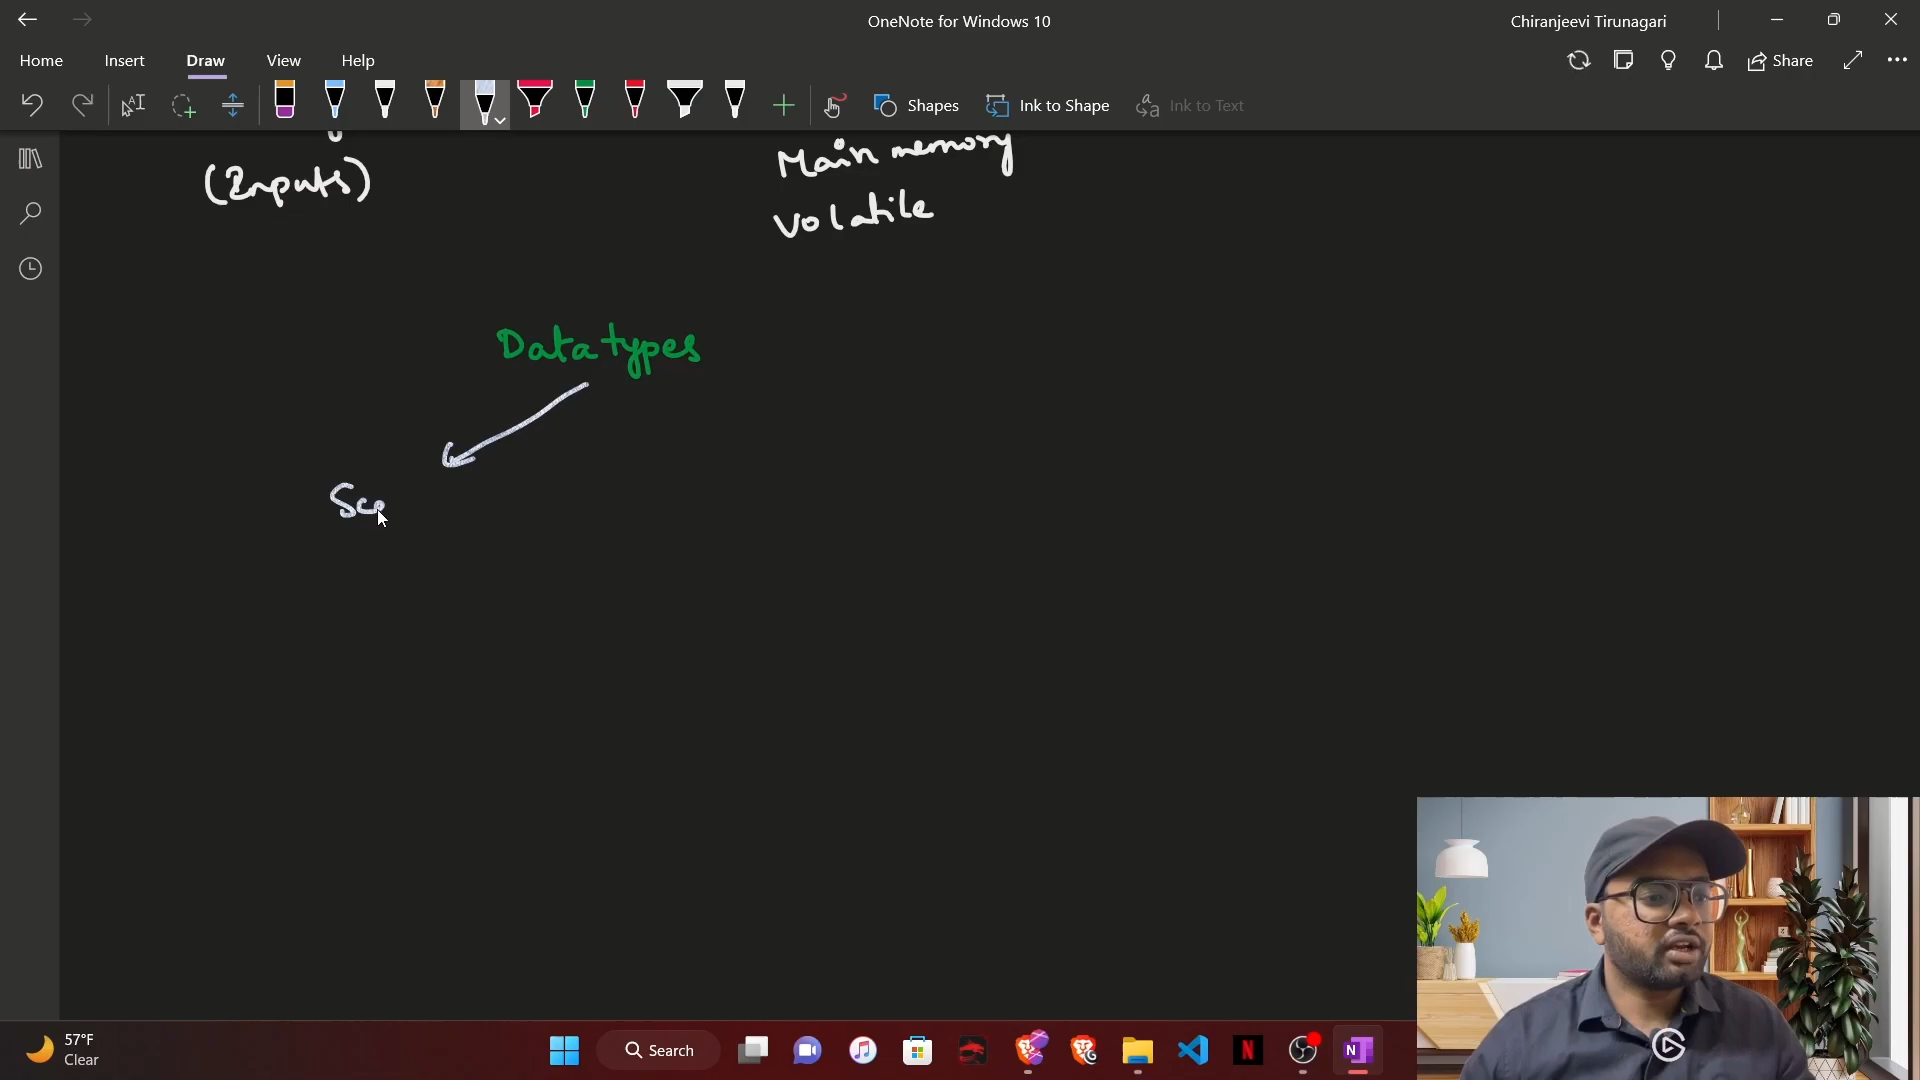 OneNote for Windows 10
Chiranjeevi Tirunagari
Home Insert Draw View Help
Share
Shapes Ink to Shape Ink to Text
(Inputs)
Main memory
Volatile
Datatypes
Sca
57°F
Clear
Search